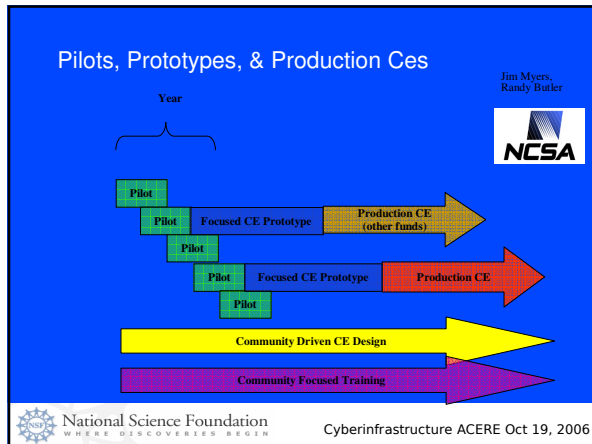 Pilots, Prototypes, & Production Ces
Jim Myers,
Randy Butler
Year
NCSA
Pilot
Pilot
Focused CE Prototype
Production CE
(other funds)
Pilot
Pilot
Focused CE Prototype
Production CE
Pilot
Community Driven CE Design
Community Focused Training
NSF
National Science Foundation
WHERE DISCOVERIES BEGIN
Cyberinfrastructure ACERE Oct 19, 2006